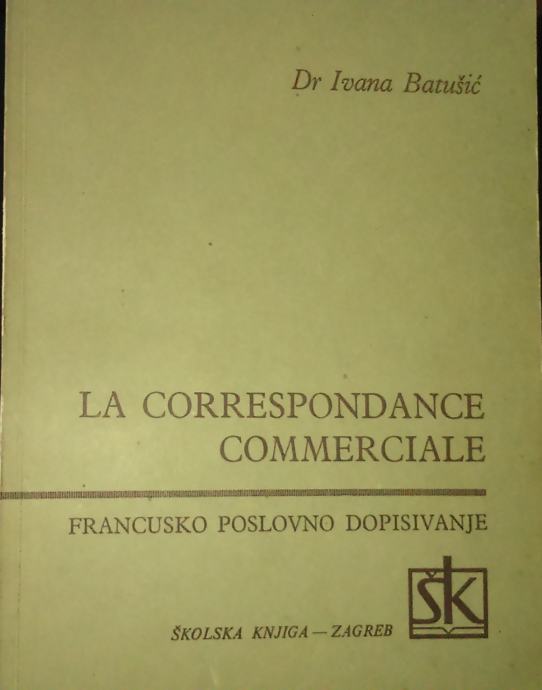 Dr Ivana Batušić
LA CORRESPONDANCE
COMMERCIALE
FRANCUSKO POSLOVNO DOPISIVANJE
ŠK
ŠKOLSKA KNJIGA — ZAGREB